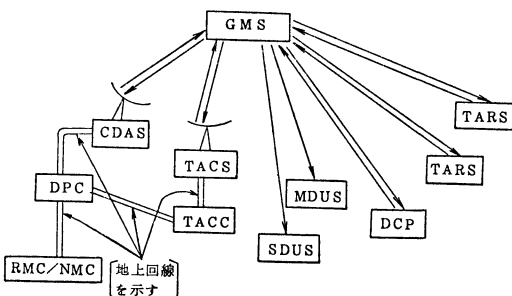 GMS
CDAS
TACS
TARS
TARS
DPC
TACC
MDUS
DCP
SDUS
RMC/NMC
地上回線
を示す